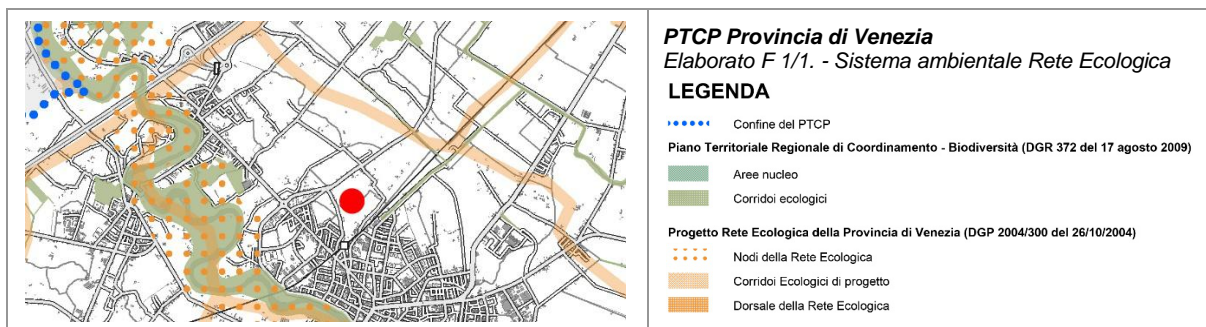 PTCP Provincia di Venezia
Elaborato F 1/1. - Sistema ambientale Rete Ecologica
LEGENDA
Confine del PTCP
Piano Territoriale Regionale di Coordinamento - Biodiversità (DGR 372 del 17 agosto 2009)
Aree nucleo
Corridoi ecologici
Progetto Rete Ecologica della Provincia di Venezia (DGP 2004/300 del 26/10/2004)
Nodi della Rete Ecologica
Corridoi Ecologici di progetto
Dorsale della Rete Ecologica